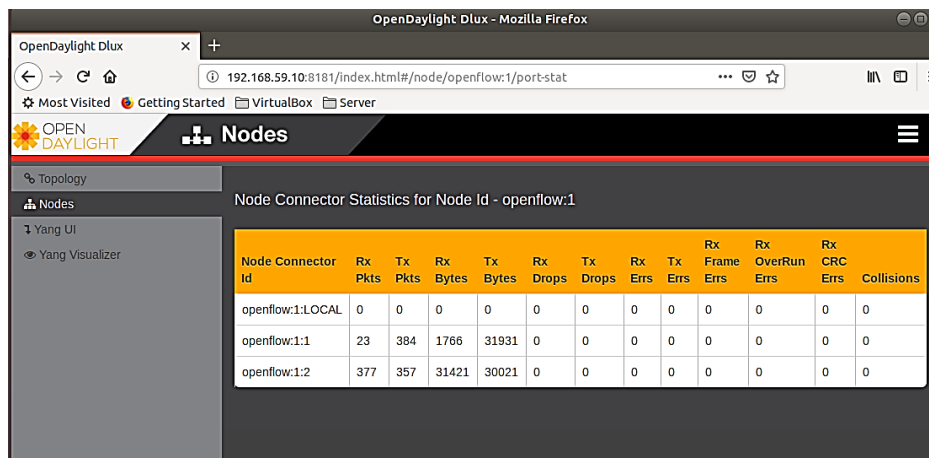 OpenDaylight Dlux - Mozilla Firefox
OpenDaylight Dlux × +
192.168.59.10:8181/index.html#/node/openflow:1/port-stat
Most Visited Getting Started VirtualBox Server
OPEN DAYLIGHT
Nodes
Topology
Nodes
Yang UI
Yang Visualizer
Node Connector Statistics for Node Id - openflow:1
Node Connector Id Rx Pkts Tx Pkts Rx Bytes Tx Bytes Rx Drops Tx Drops Rx Errs Tx Errs Rx Frame Errs Rx OverRun Errs Rx CRC Errs Collisions
openflow:1:LOCAL 0 0 0 0 0 0 0 0 0 0 0 0
openflow:1:1 23 384 1766 31931 0 0 0 0 0 0 0 0
openflow:1:2 377 357 31421 30021 0 0 0 0 0 0 0 0